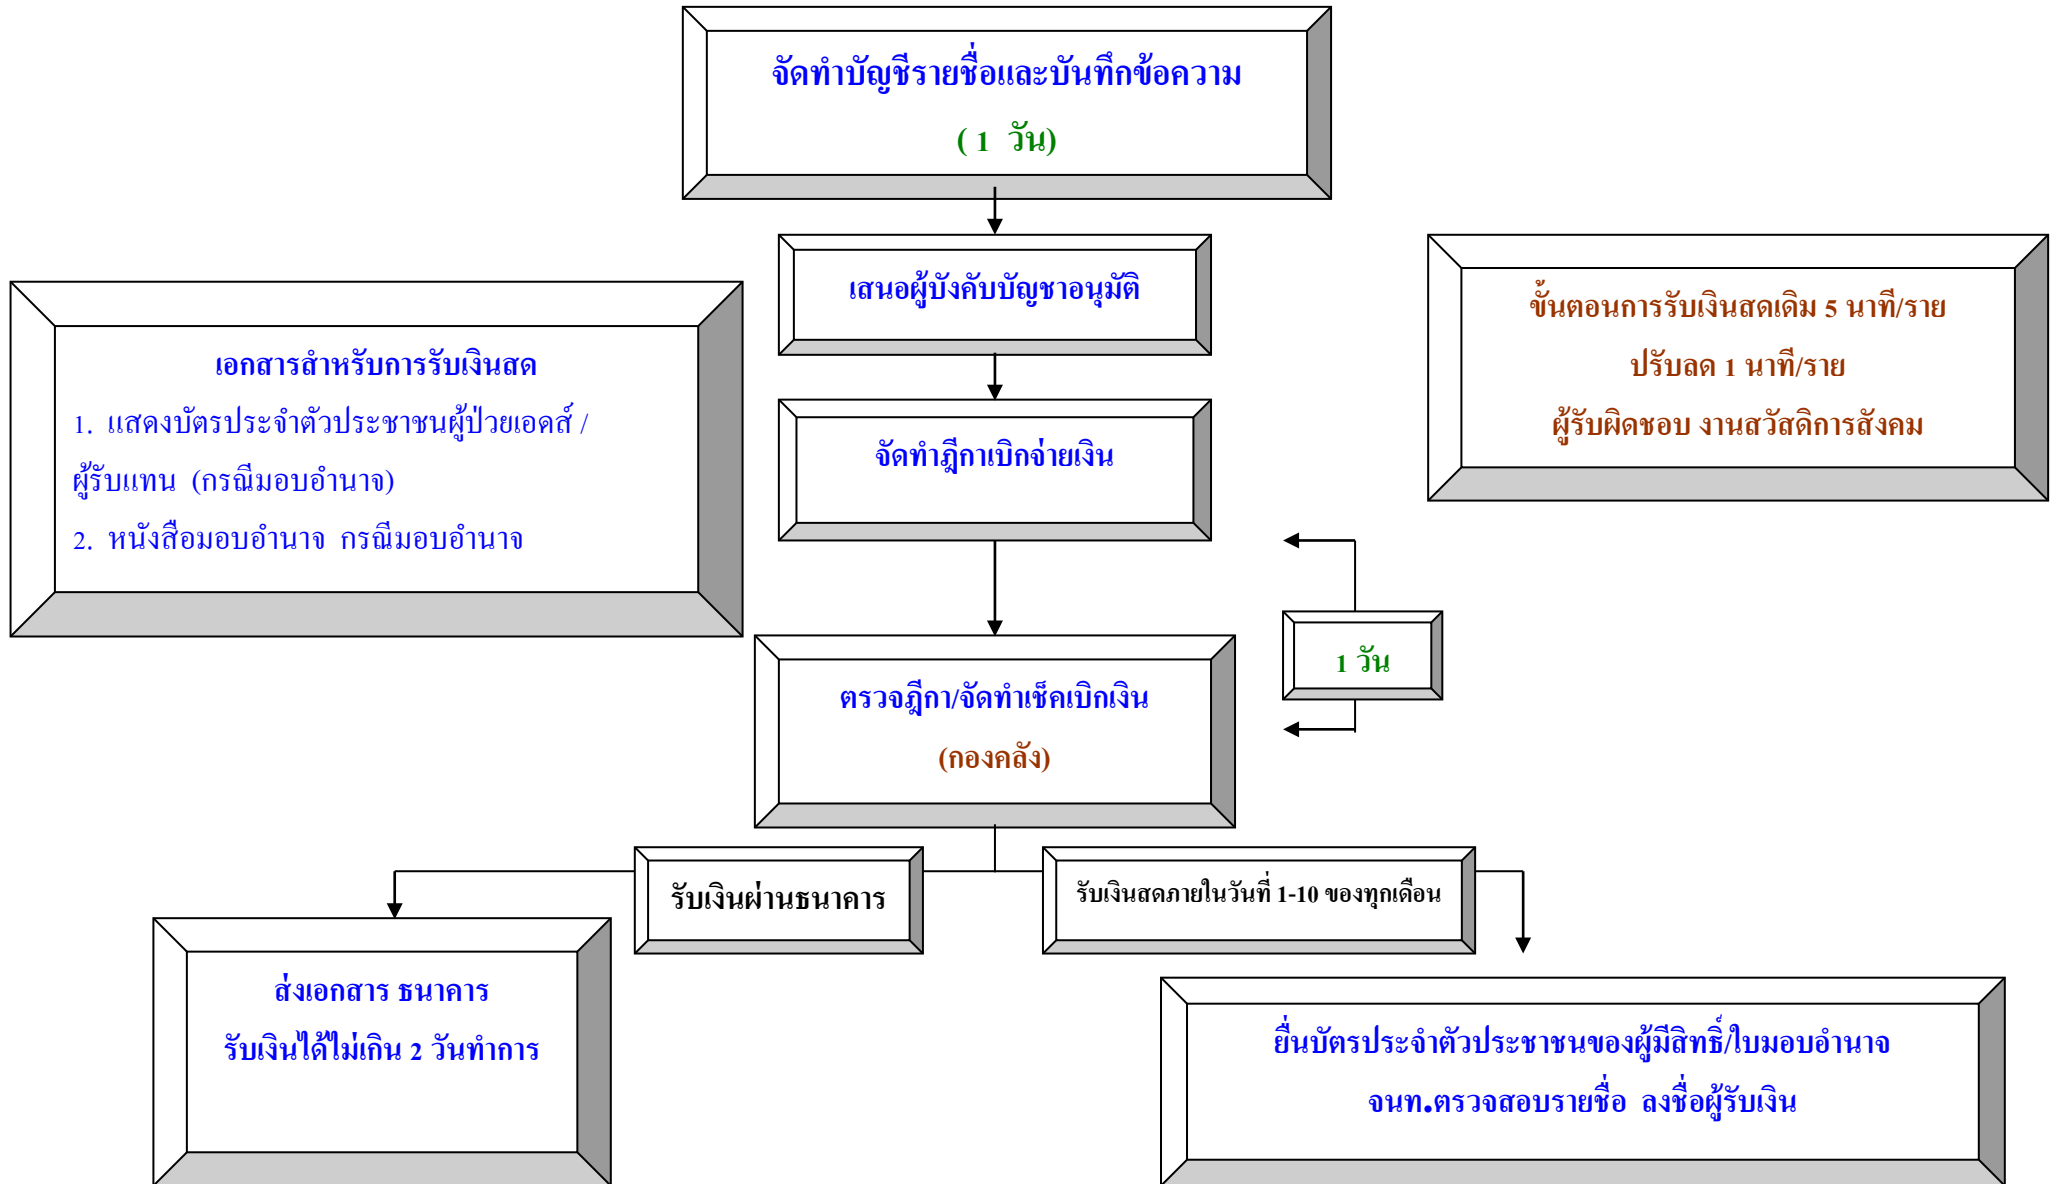 จัดทำบัญชีรายชื่อและบันทึกข้อความ
( 1 วัน)
เสนอผู้บังคับบัญชาอนุมัติ
ขั้นตอนการรับเงินสดเดิม 5 นาที/ราย
ปรับลด 1 นาที/ราย
ผู้รับผิดชอบ งานสวัสดิการสังคม
เอกสารสำหรับการรับเงินสด
1. แสดงบัตรประจำตัวประชาชนผู้ป่วยเอดส์ /
ผู้รับแทน (กรณีมอบอำนาจ)
2. หนังสือมอบอำนาจ กรณีมอบอำนาจ
จัดทำฎีกาเบิกจ่ายเงิน
1 วัน
ตรวจฎีกา/จัดทำเช็คเบิกเงิน
(กองคลัง)
รับเงินผ่านธนาคาร
รับเงินสดภายในวันที่ 1-10 ของทุกเดือน
ส่งเอกสาร ธนาคาร
รับเงินได้ไม่เกิน 2 วันทำการ
ยื่นบัตรประจำตัวประชาชนของผู้มีสิทธิ์/ใบมอบอำนาจ
จนท.ตรวจสอบรายชื่อ ลงชื่อผู้รับเงิน